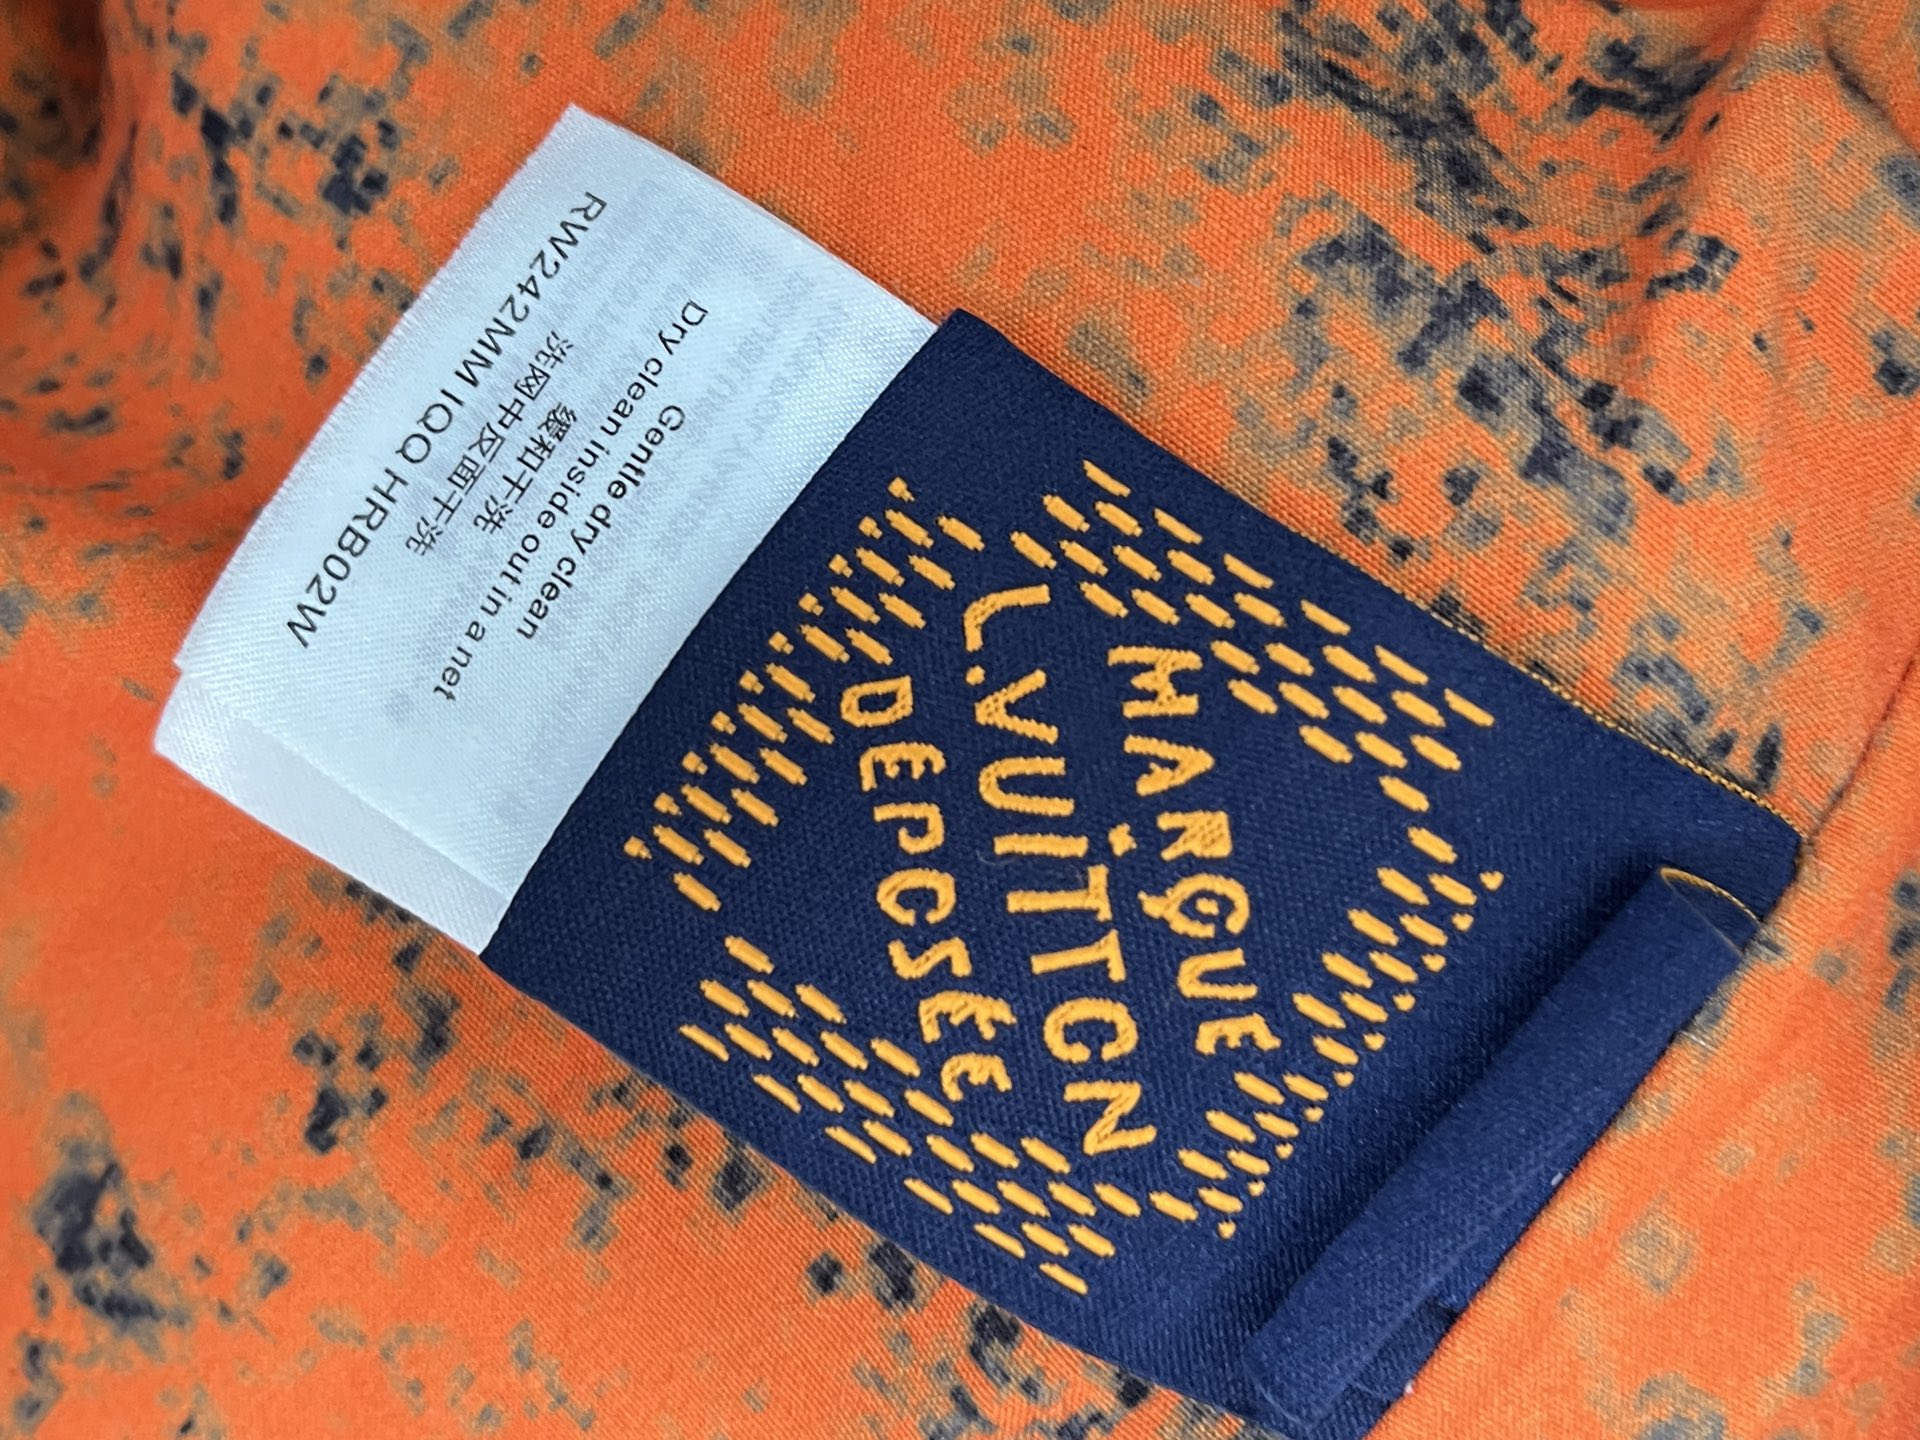 MARQUE
L.VUITTON
DEPOSÉE
Dry clean inside out in a net
Gentle dry clean
缓和干洗
洗网中反面干洗
RW242MM IQQ HRB02W